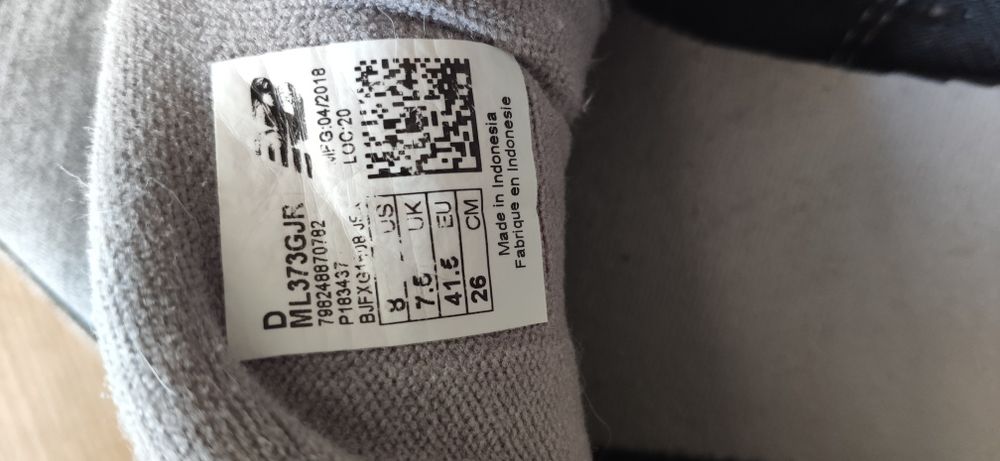 D
ML373GJR
798248870782
P183437
MFG:04/2018
LOC:20
US UK EU CM
8 7.5 41.5 26
Made in Indonesia
Fabrique en Indonesie